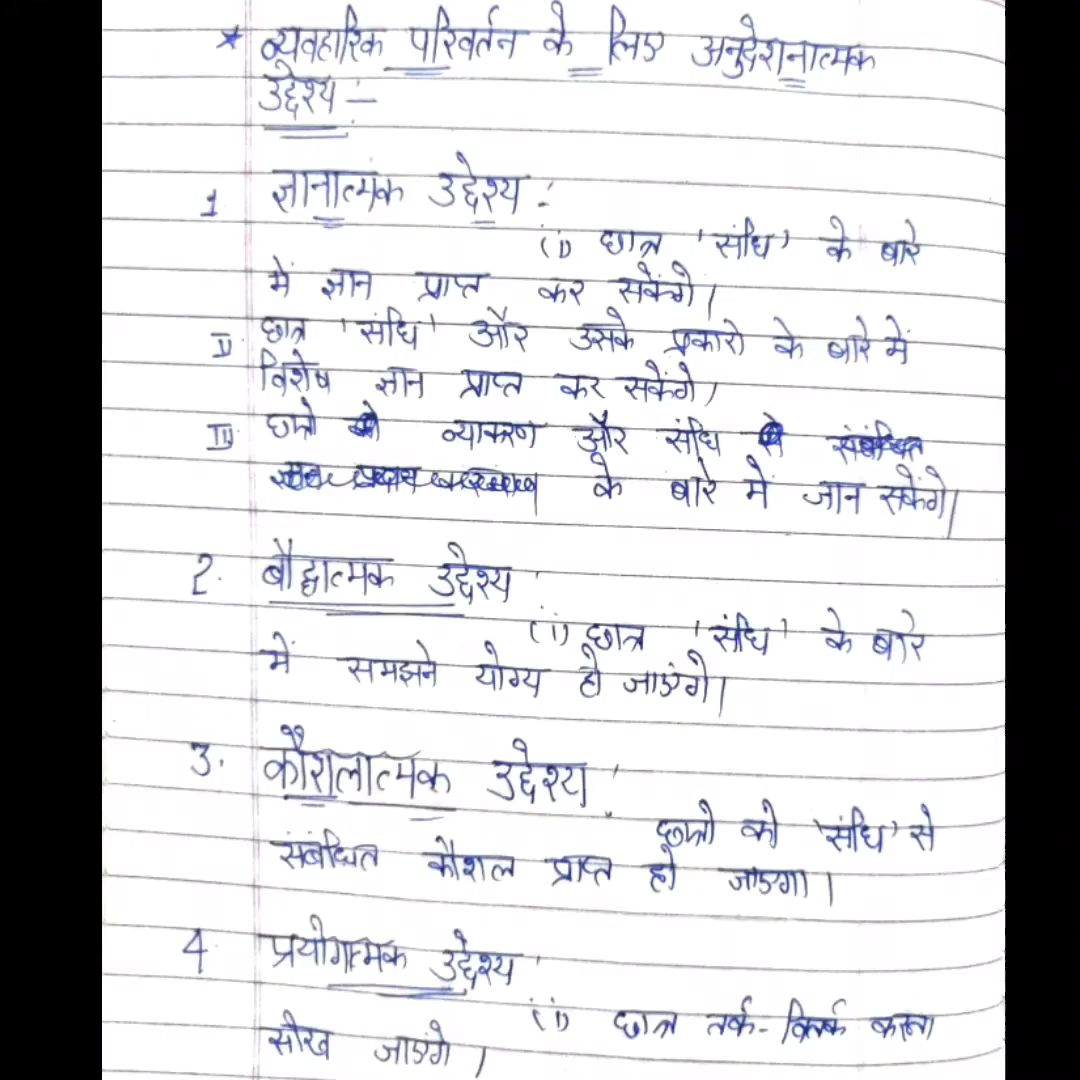 * व्यवहारिक परिवर्तन के लिए अनुदेशनात्मक
उद्देश्य :-
1 ज्ञानात्मक उद्देश्य :-
(i) छात्र 'संधि' के बारे
में ज्ञान प्राप्त कर सकेंगे।
II छात्र 'संधि' और उसके प्रकारो के बारे में
विशेष ज्ञान प्राप्त कर सकेंगे।
III छात्रो व्याकरण और संधि संबंधित
के बारे में जान सकेंगे।
2. बौद्धात्मक उद्देश्य
(i) छात्र 'संधि' के बारे
में समझने योग्य हो जाएंगे।
3. कौशलात्मक उद्देश्य
छात्रो को 'संधि' से
संबंधित कौशल प्राप्त हो जाएगा।
4 प्रयोगात्मक उद्देश्य
(i) छात्र तर्क-वितर्क करना
सीख जाएंगे।